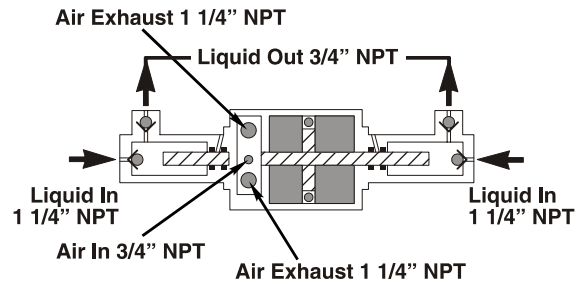 Air Exhaust 1 1/4” NPT
Liquid Out 3/4” NPT
Liquid In
1 1/4” NPT
Liquid In
1 1/4” NPT
Air In 3/4” NPT
Air Exhaust 1 1/4” NPT